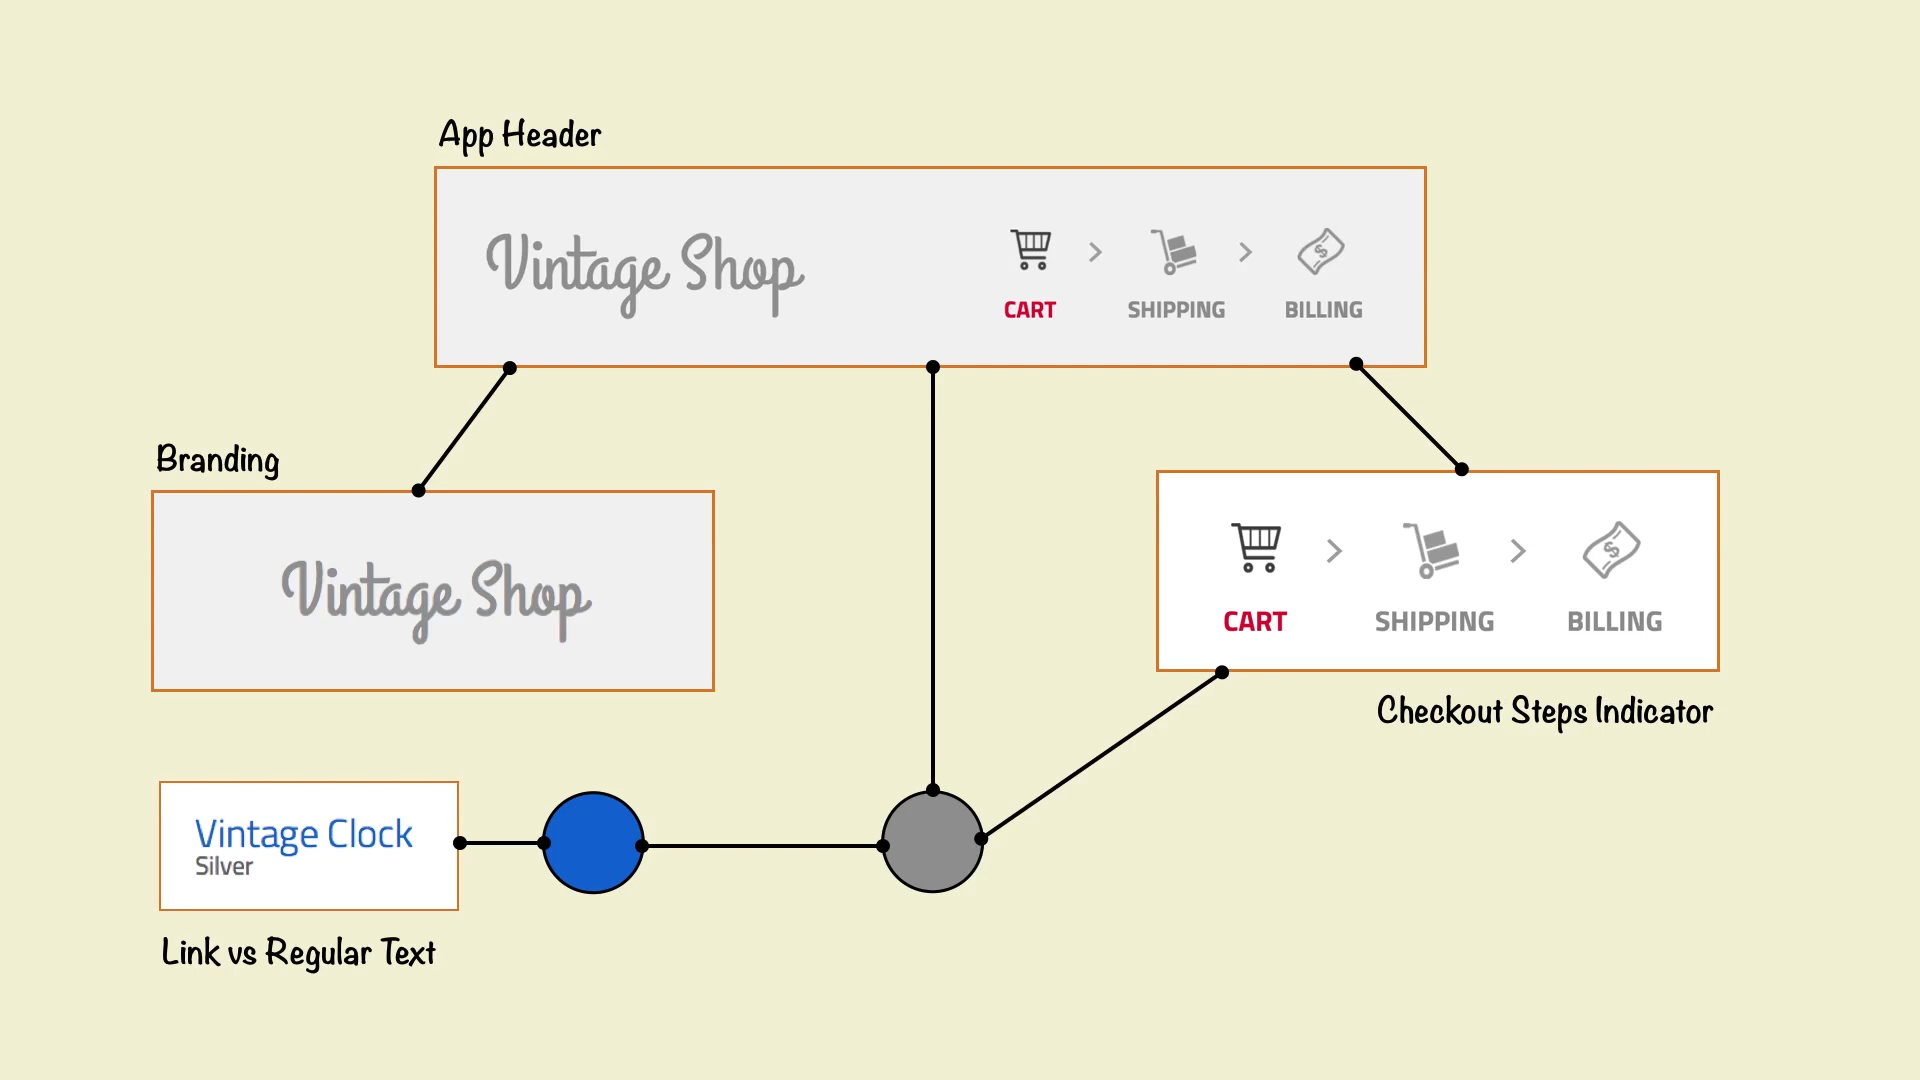 App Header
Vintage Shop
CART > SHIPPING > BILLING
Branding
Vintage Shop
CART > SHIPPING > BILLING
Checkout Steps Indicator
Vintage Clock
Silver
Link vs Regular Text